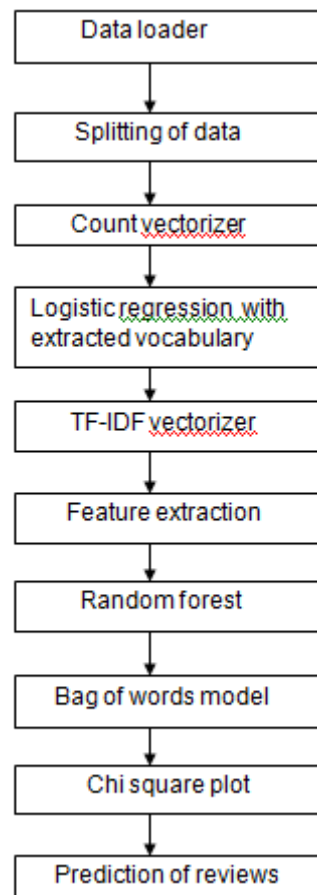 Data loader
Splitting of data
Count vectorizer
Logistic regression with
extracted vocabulary
TF-IDF vectorizer
Feature extraction
Random forest
Bag of words model
Chi square plot
Prediction of reviews